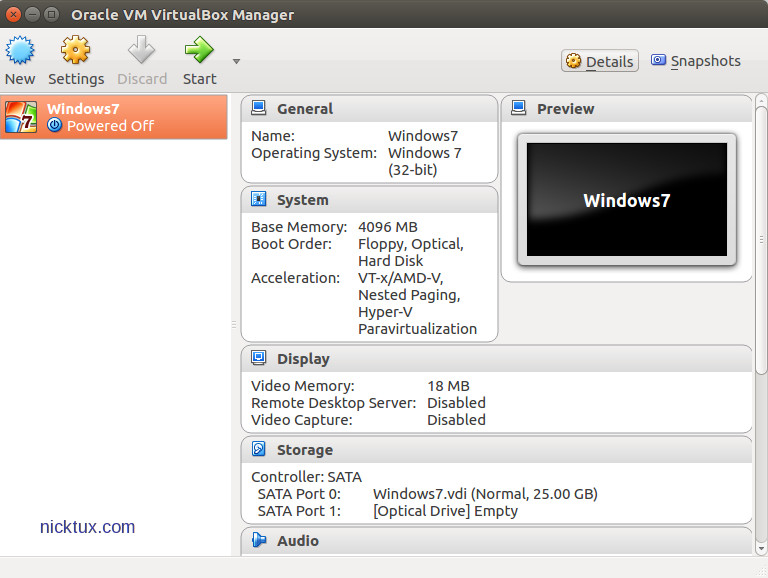 Oracle VM VirtualBox Manager
New Settings Discard Start Details Snapshots
Windows7
Powered Off
General
Name: Windows7
Operating System: Windows 7
(32-bit)
Preview
Windows7
System
Base Memory: 4096 MB
Boot Order: Floppy, Optical,
Hard Disk
Acceleration: VT-x/AMD-V,
Nested Paging,
Hyper-V
Paravirtualization
Display
Video Memory: 18 MB
Remote Desktop Server: Disabled
Video Capture: Disabled
Storage
Controller: SATA
SATA Port 0: Windows7.vdi (Normal, 25.00 GB)
SATA Port 1: [Optical Drive] Empty
Audio
nicktux.com